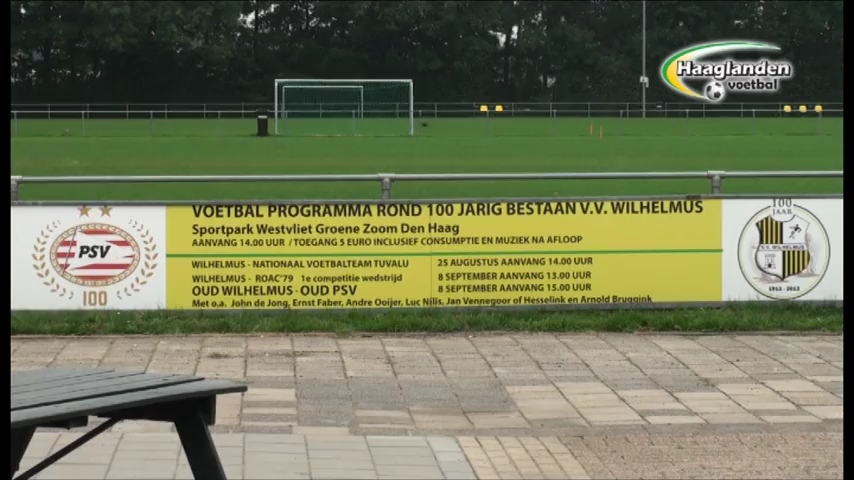 Haaglanden
voetbal
VOETBAL PROGRAMMA ROND 100 JARIG BESTAAN V.V. WILHELMUS
Sportpark Westvliet Groene Zoom Den Haag
AANVANG 14.00 UUR / TOEGANG 5 EURO INCLUSIEF CONSUMPTIE EN MUZIEK NA AFLOOP
WILHELMUS - NATIONAAL VOETBALTEAM TUVALU 25 AUGUSTUS AANVANG 14.00 UUR
WILHELMUS - ROAC'79 1e competitie wedstrijd 8 SEPTEMBER AANVANG 13.00 UUR
OUD WILHELMUS - OUD PSV 8 SEPTEMBER AANVANG 15.00 UUR
Met o.a. John de Jong, Ernst Faber, Andre Ooijer, Luc Nilis, Jan Vennegoor of Hesselink en Arnold Bruggink
PSV
100
100
JAAR
V.V. WILHELMUS
1913-2013